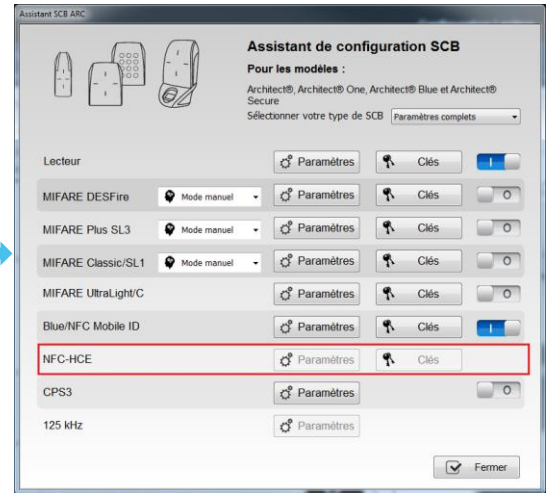 Assistant SCB ARC
Assistant de configuration SCB
Pour les modèles :
Architect®, Architect® One, Architect® Blue et Architect®
Secure
Sélectionner votre type de SCB Paramètres complets
Lecteur Paramètres Clés I
MIFARE DESFire Mode manuel Paramètres Clés O
MIFARE Plus SL3 Mode manuel Paramètres Clés O
MIFARE Classic/SL1 Mode manuel Paramètres Clés O
MIFARE UltraLight/C Paramètres Clés O
Blue/NFC Mobile ID Paramètres Clés I
NFC-HCE Paramètres Clés
CPS3 Paramètres O
125 kHz Paramètres
Fermer